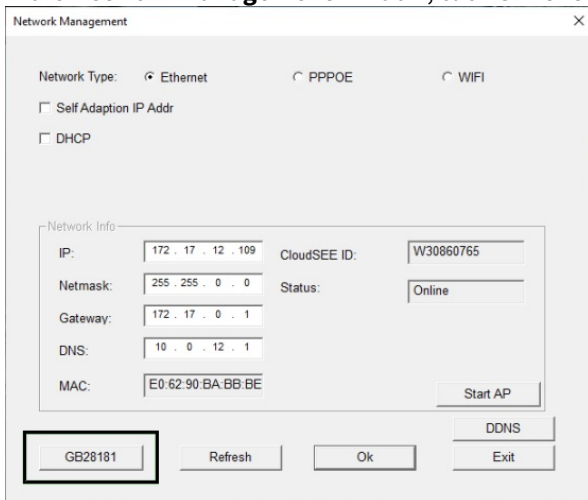 Network Management
Network Type: Ethernet PPPOE WIFI
Self Adaption IP Addr
DHCP
Network Info
IP: 172 . 17 . 12 . 109 CloudSEE ID: W30860765
Netmask: 255 . 255 . 0 . 0 Status: Online
Gateway: 172 . 17 . 0 . 1
DNS: 10 . 0 . 12 . 1
MAC: E0:62:90:BA:BB:BE
Start AP
DDNS
GB28181 Refresh Ok Exit